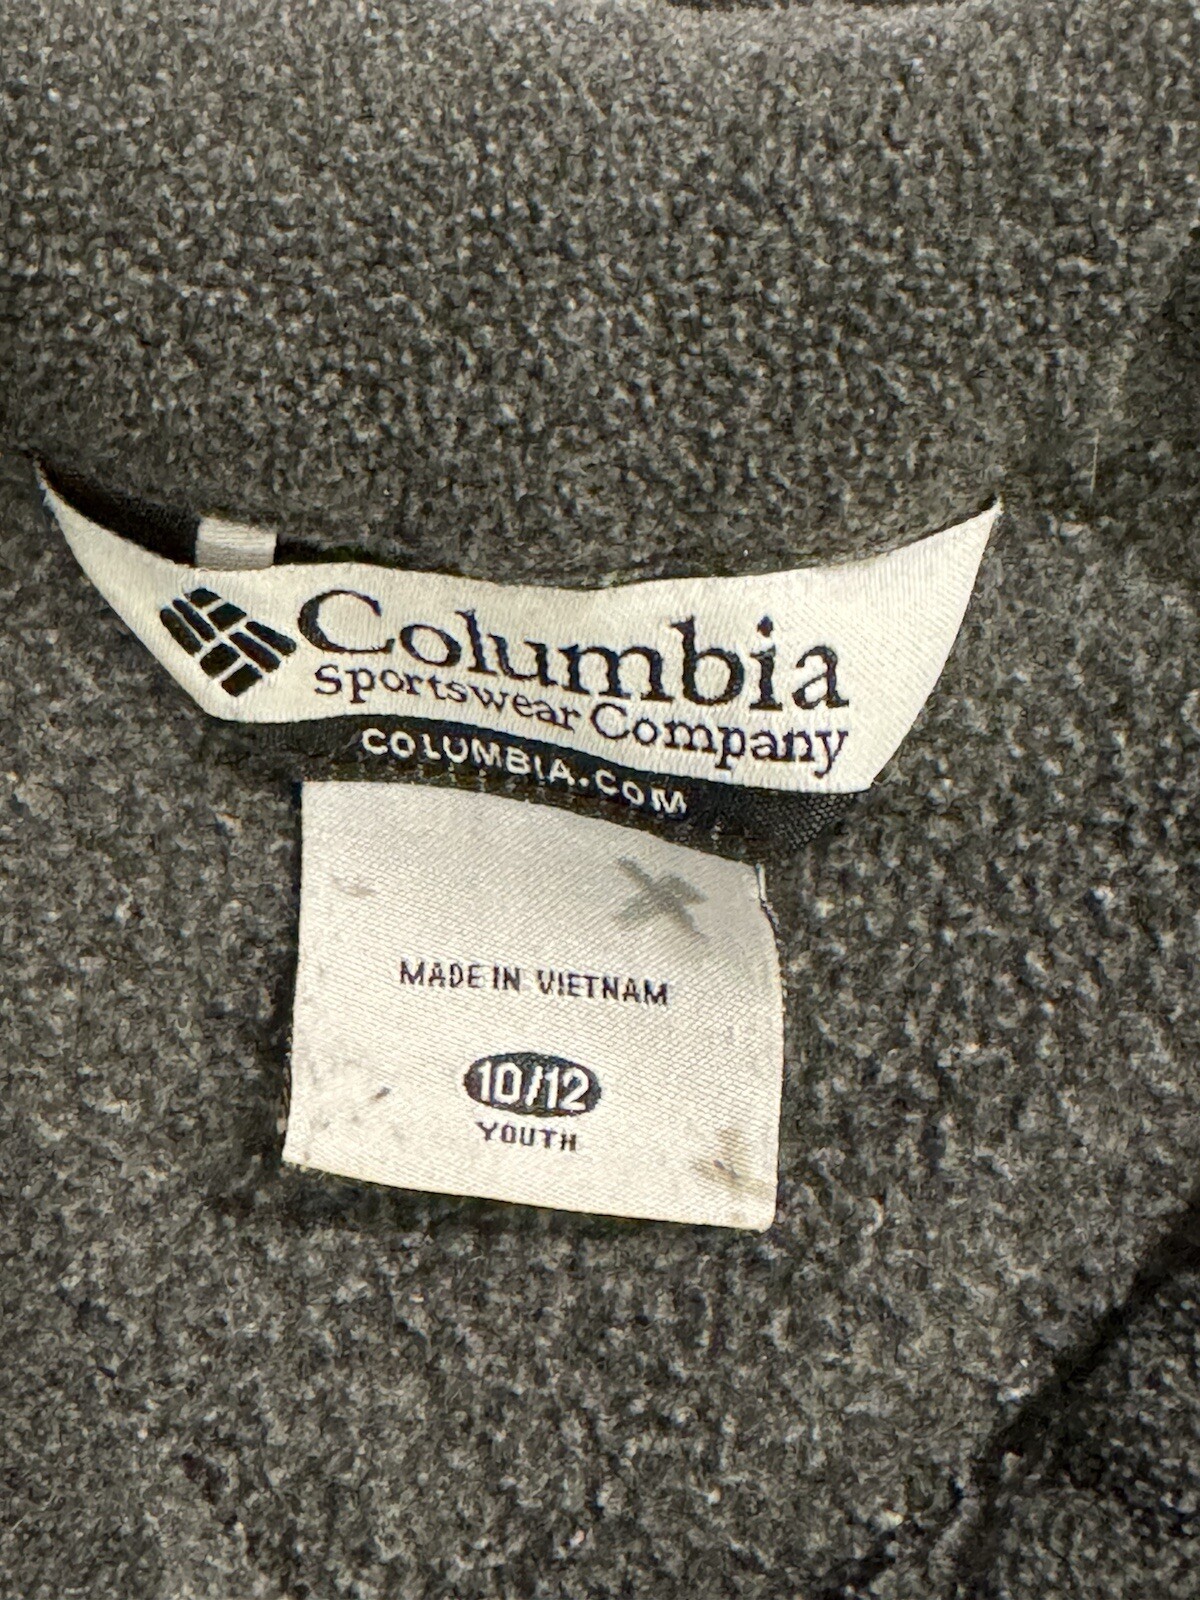 Columbia
Sportswear Company
COLUMBIA.COM
MADE IN VIETNAM
10/12
YOUTH